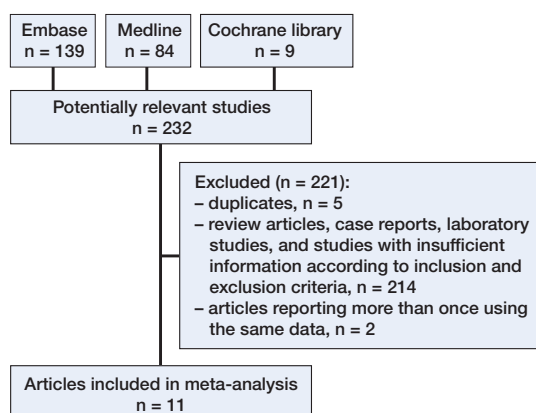 Embase
n = 139
Medline
n = 84
Cochrane library
n = 9
Potentially relevant studies
n = 232
Excluded (n = 221):
– duplicates, n = 5
– review articles, case reports, laboratory
studies, and studies with insufficient
information according to inclusion and
exclusion criteria, n = 214
– articles reporting more than once using
the same data, n = 2
Articles included in meta-analysis
n = 11